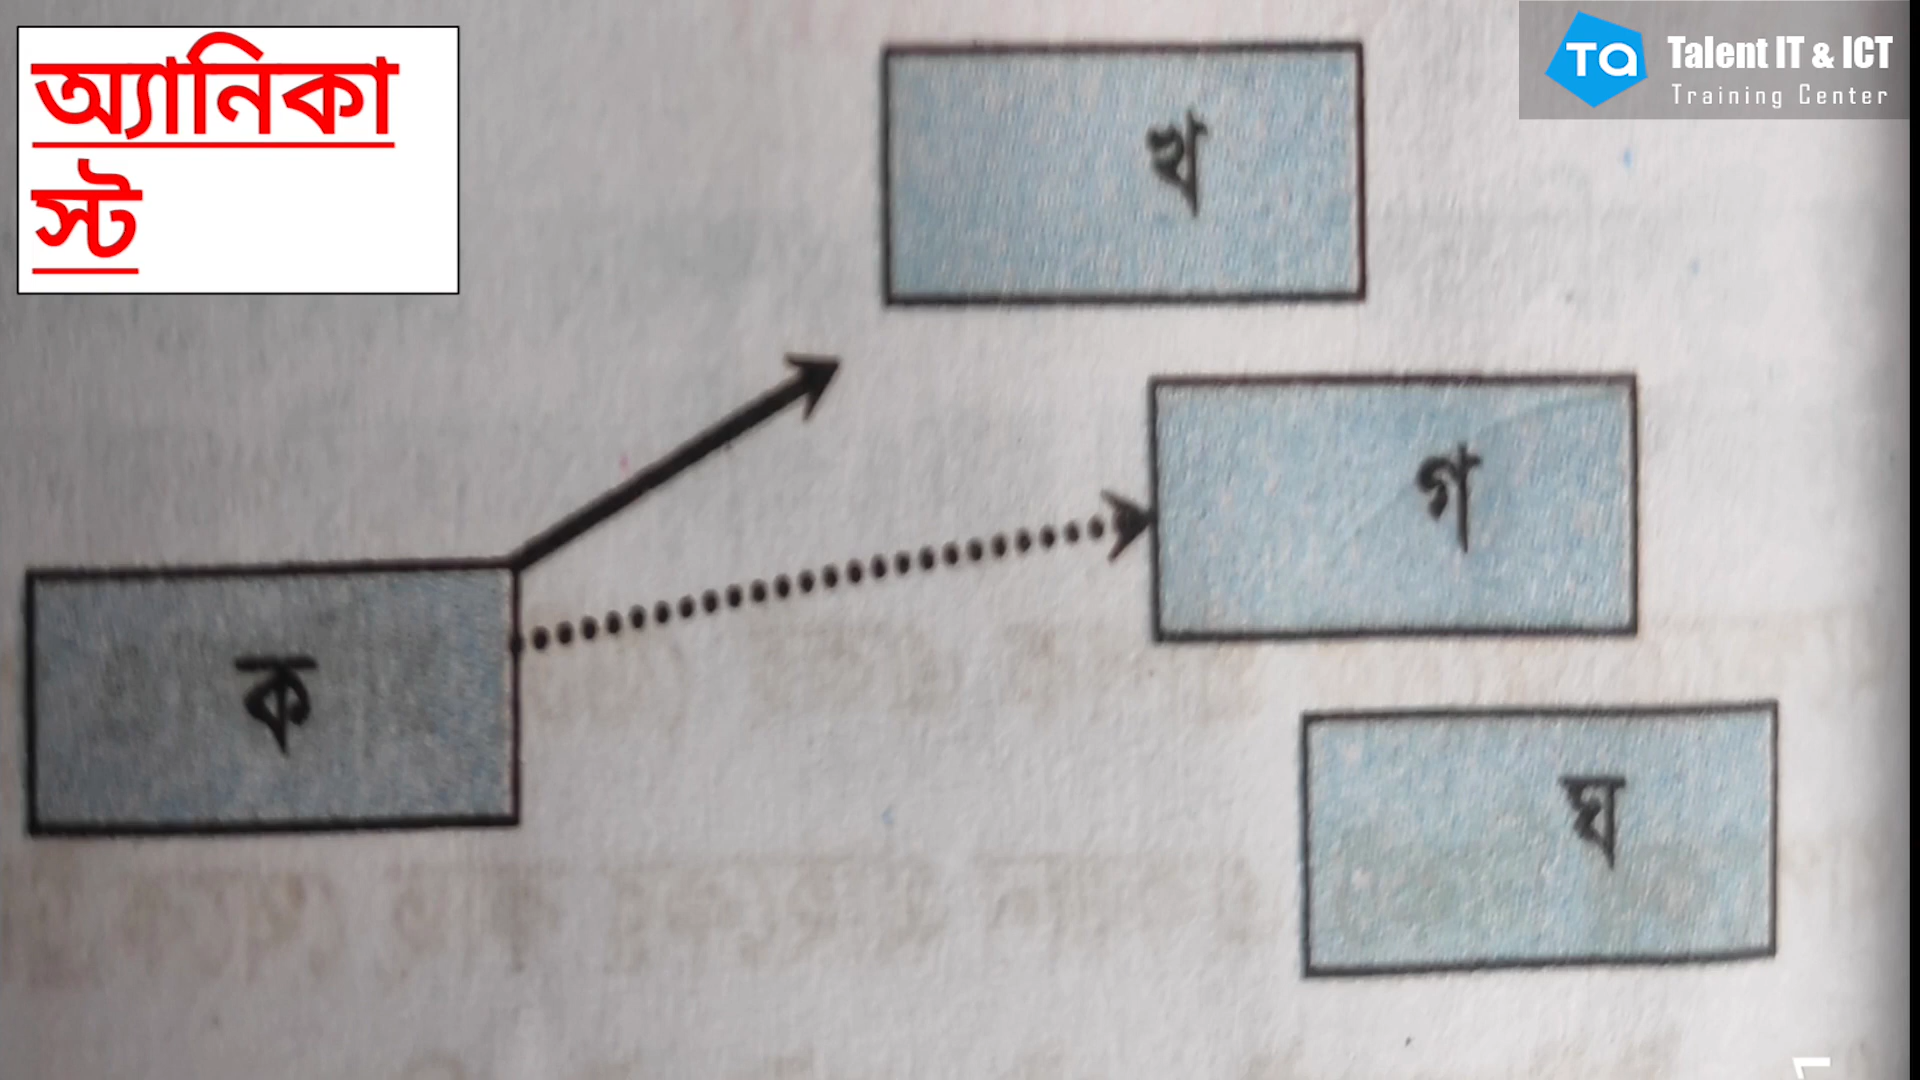 অ্যানিকা
স্ট
Talent IT & ICT
Training Center
খ
গ
ক
ঘ